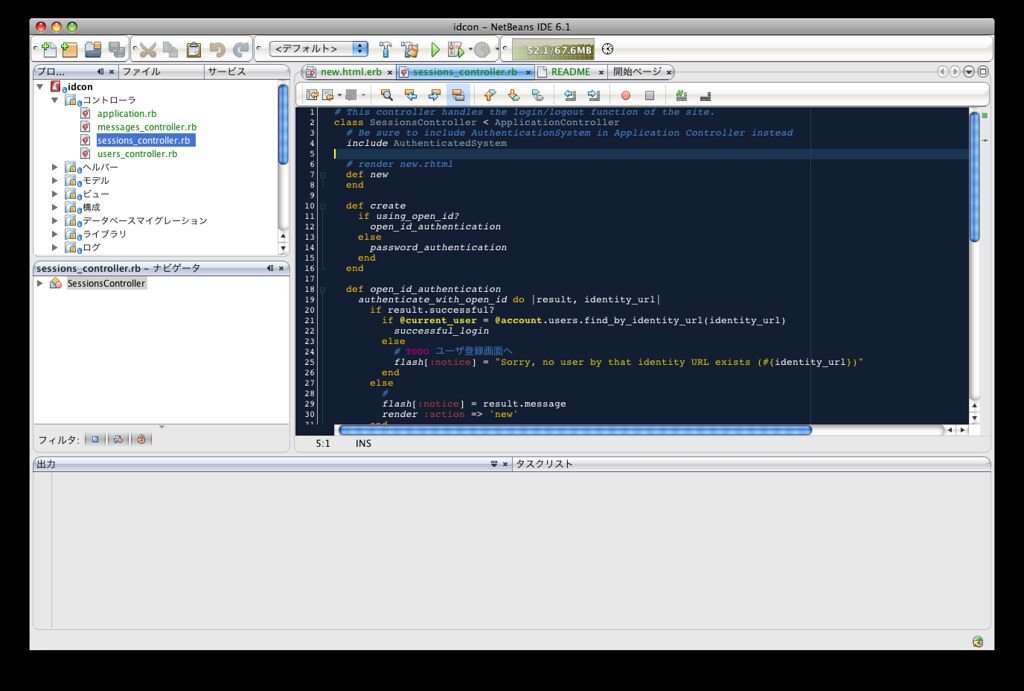 idcon – NetBeans IDE 6.1
<デフォルト>
52.1/67.6MB
プロ...
ファイル
サービス
new.html.erb
sessions_controller.rb
README
開始ページ
idcon
コントローラ
application.rb
messages_controller.rb
sessions_controller.rb
users_controller.rb
ヘルパー
モデル
ビュー
構成
データベースマイグレーション
ライブラリ
ログ
sessions_controller.rb – ナビゲータ
SessionsController
フィルタ:
1 # This controller handles the login/logout function of the site.
2 class SessionsController < ApplicationController
3 # Be sure to include AuthenticationSystem in Application Controller instead
4 include AuthenticatedSystem
5
6 # render new.rhtml
7 def new
8 end
9
10 def create
11 if using_open_id?
12 open_id_authentication
13 else
14 password_authentication
15 end
16 end
17
18 def open_id_authentication
19 authenticate_with_open_id do |result, identity_url|
20 if result.successful?
21 if @current_user = @account.users.find_by_identity_url(identity_url)
22 successful_login
23 else
24 # TODO ユーザ登録画面へ
25 flash[:notice] = "Sorry, no user by that identity URL exists (#{identity_url})"
26 end
27 else
28 #
29 flash[:notice] = result.message
30 render :action => 'new'
31 end
5:1
INS
出力
タスクリスト